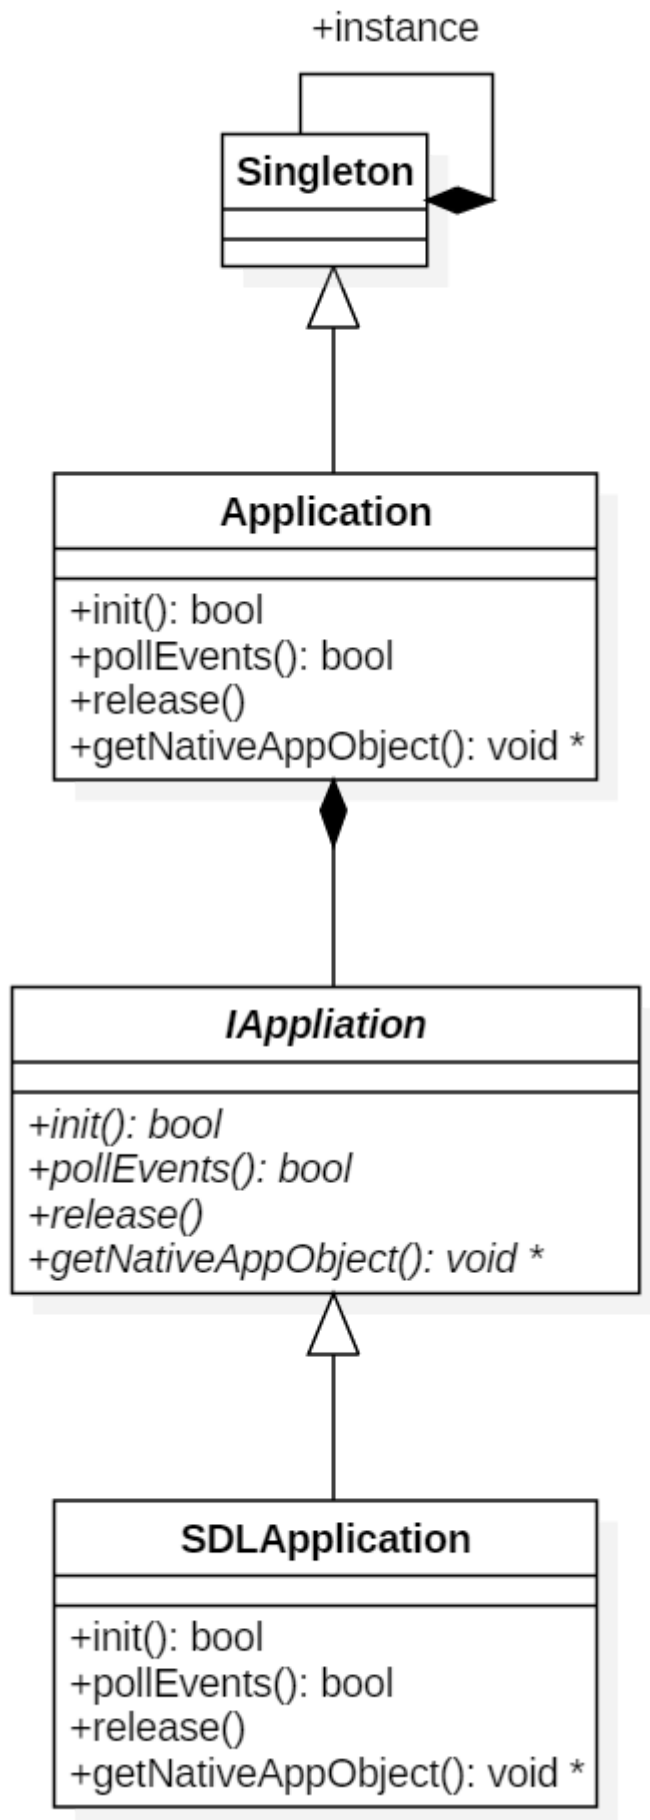 +instance
Singleton
Application
+init(): bool
+pollEvents(): bool
+release()
+getNativeAppObject(): void *
IAppliation
+init(): bool
+pollEvents(): bool
+release()
+getNativeAppObject(): void *
SDLApplication
+init(): bool
+pollEvents(): bool
+release()
+getNativeAppObject(): void *